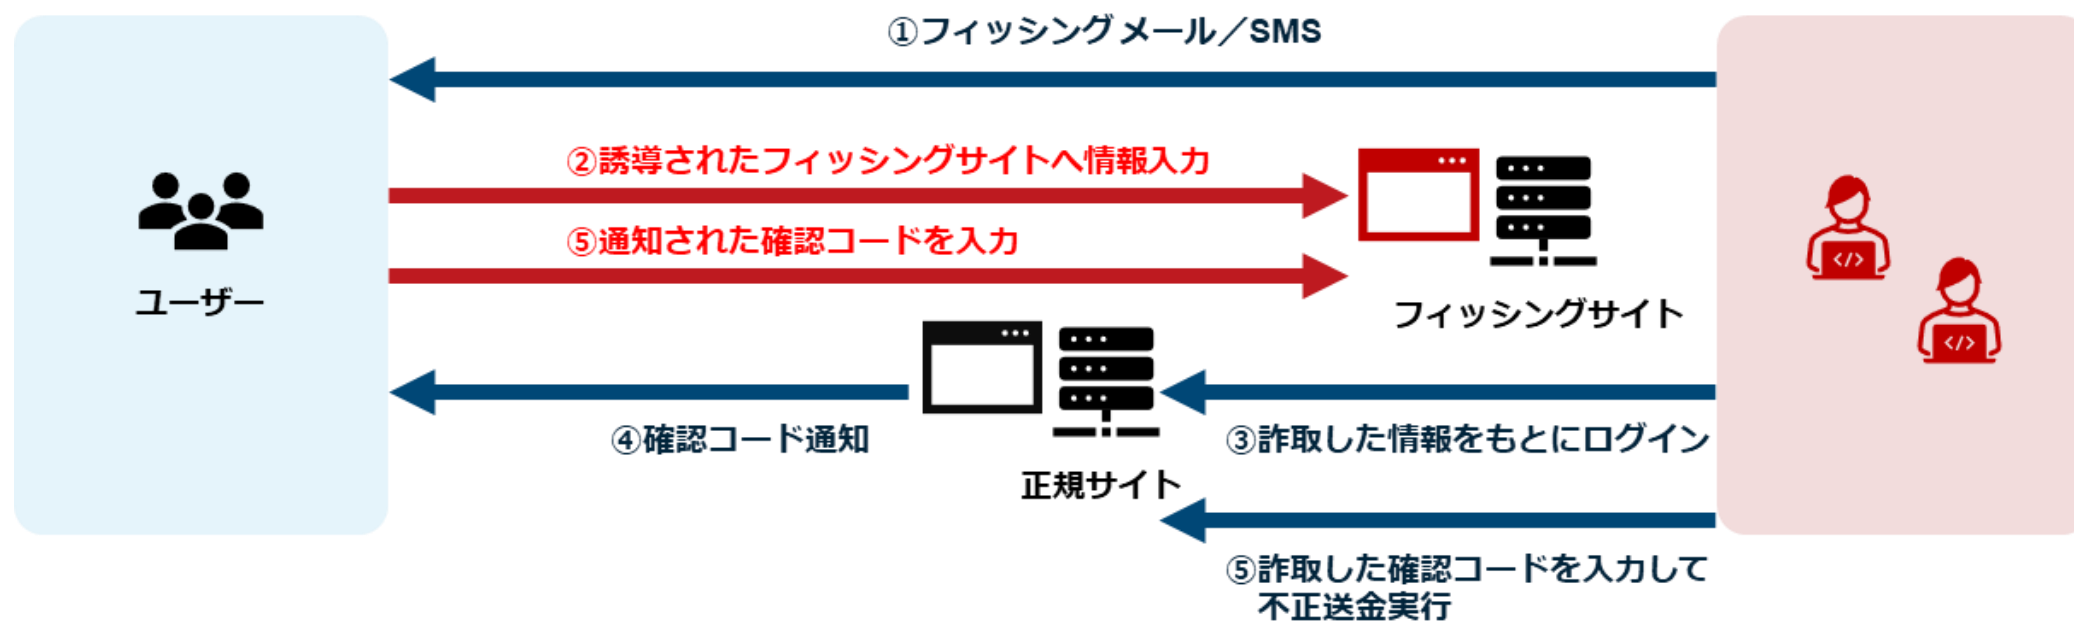 ①フィッシングメール／SMS
②誘導されたフィッシングサイトへ情報入力
⑤通知された確認コードを入力
ユーザー
フィッシングサイト
④確認コード通知
③詐取した情報をもとにログイン
正規サイト
⑤詐取した確認コードを入力して
不正送金実行